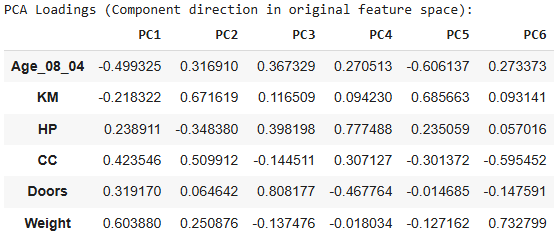 PCA Loadings (Component direction in original feature space):
PC1 PC2 PC3 PC4 PC5 PC6
Age_08_04 -0.499325 0.316910 0.367329 0.270513 -0.606137 0.273373
KM -0.218322 0.671619 0.116509 0.094230 0.685663 0.093141
HP 0.238911 -0.348380 0.398198 0.777488 0.235059 0.057016
CC 0.423546 0.509912 -0.144511 0.307127 -0.301372 -0.595452
Doors 0.319170 0.064642 0.808177 -0.467764 -0.014685 -0.147591
Weight 0.603880 0.250876 -0.137476 -0.018034 -0.127162 0.732799